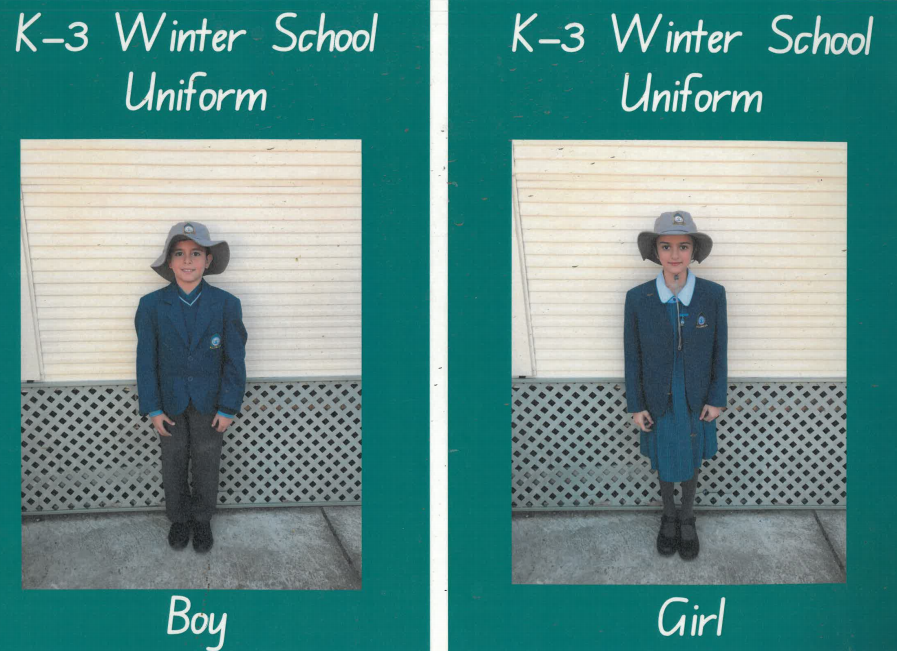 K-3 Winter School
Uniform
Boy
K-3 Winter School
Uniform
Girl